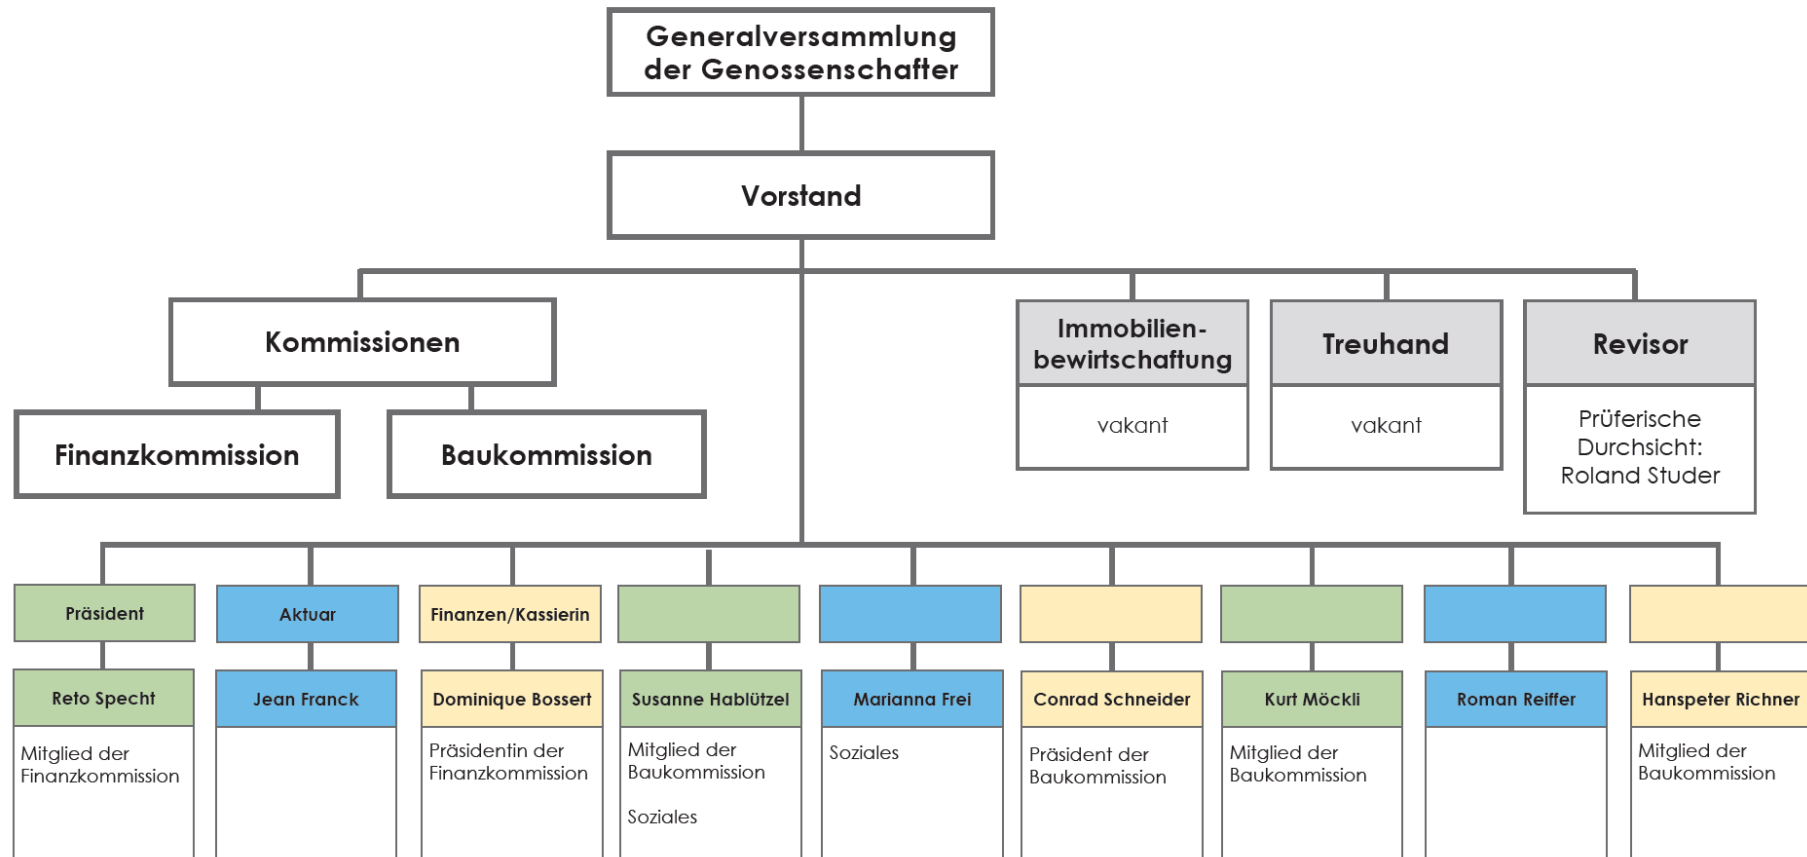 Generalversammlung
der Genossenschafter
Vorstand
Kommissionen
Finanzkommission
Baukommission
Immobilien-
bewirtschaftung
vakant
Treuhand
vakant
Revisor
Prüferische
Durchsicht:
Roland Studer
Präsident
Aktuar
Finanzen/Kassierin
Reto Specht
Mitglied der
Finanzkommission
Jean Franck
Dominique Bossert
Präsidentin der
Finanzkommission
Susanne Hablützel
Mitglied der
Baukommission
Soziales
Marianna Frei
Soziales
Conrad Schneider
Präsident der
Baukommission
Kurt Möckli
Mitglied der
Baukommission
Roman Reiffer
Hanspeter Richner
Mitglied der
Baukommission